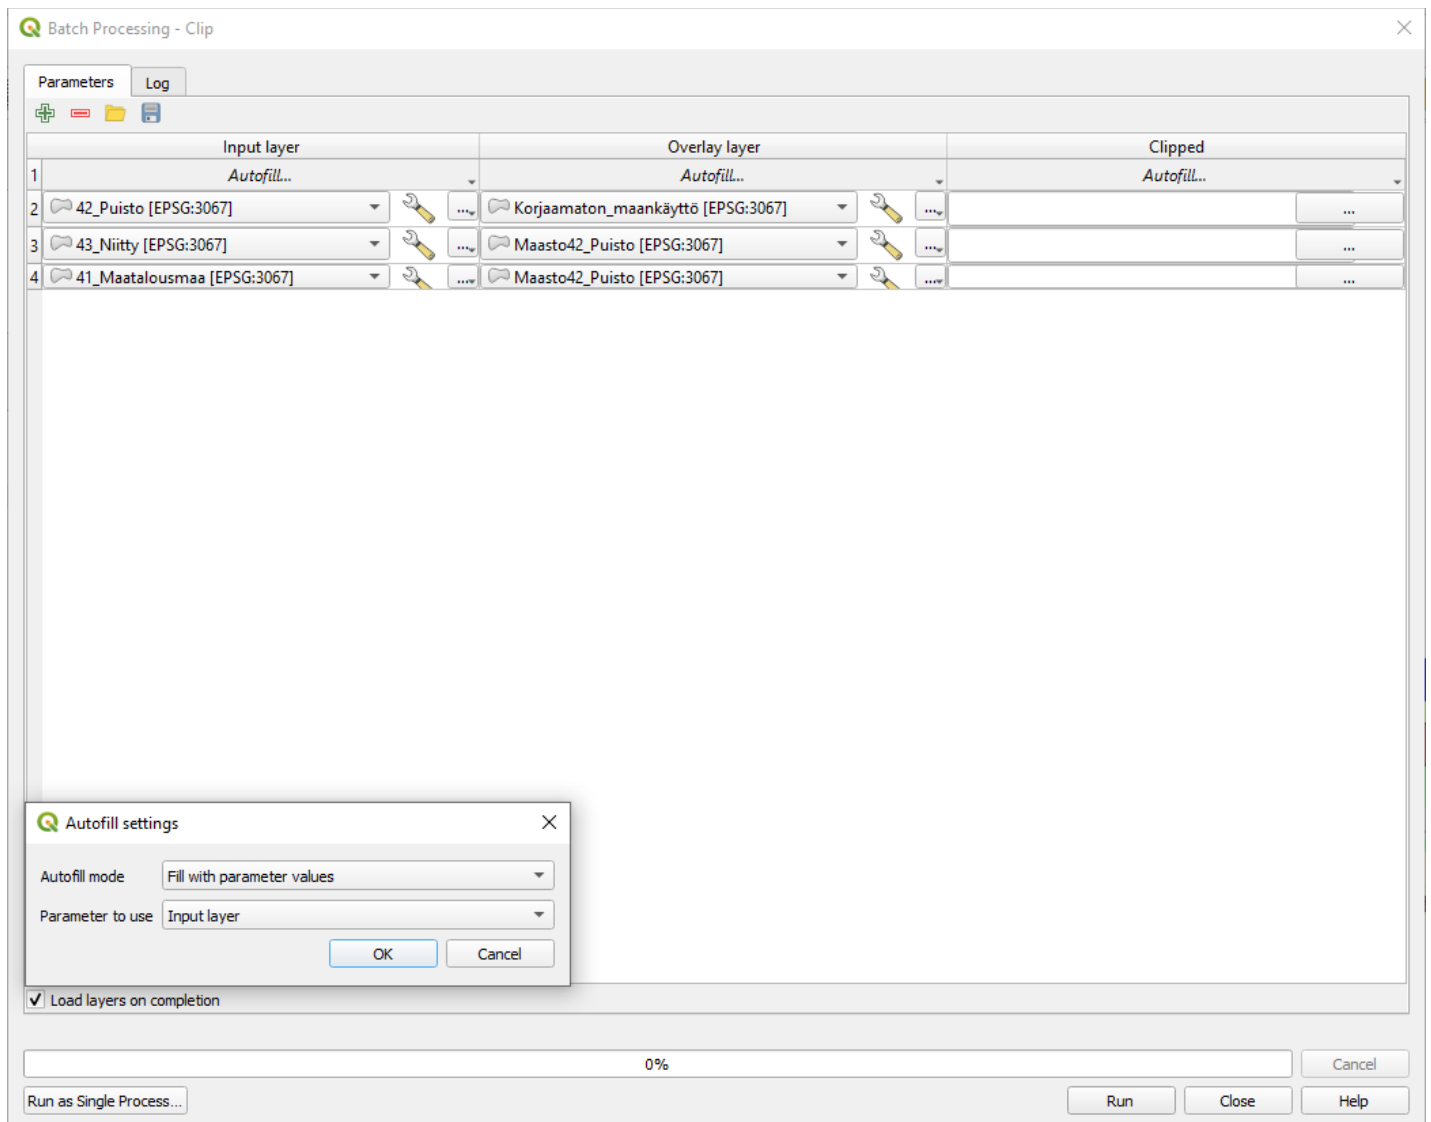 Batch Processing - Clip
Parameters Log
Input layer Overlay layer Clipped
1 Autofill... Autofill... Autofill...
2 42_Puisto [EPSG:3067] ... Korjaamaton_maankäyttö [EPSG:3067] ... ...
3 43_Niitty [EPSG:3067] ... Maasto42_Puisto [EPSG:3067] ... ...
4 41_Maatalousmaa [EPSG:3067] ... Maasto42_Puisto [EPSG:3067] ... ...
Autofill settings
Autofill mode Fill with parameter values
Parameter to use Input layer
OK Cancel
Load layers on completion
0% Cancel
Run as Single Process... Run Close Help